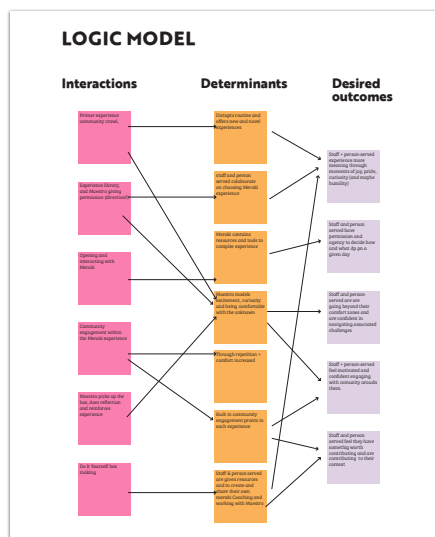 LOGIC MODEL
Interactions
Determinants
Desired
outcomes
Primer experience
community crawl,
Experience library,
and Maestro giving
permission (direction?)
Opening and
interacting with
Meraki
Community
engagement within
the Meraki experience
Maestro picks up the
box, does reflection
and reinforces
experience
Do it Yourself box
making
Disrupts routine and
offers new and novel
experiences
Staff and person
served collaborate
on choosing Meraki
experience
Meraki contains
resources and tools to
complete experience
Maestro models
excitement, curiosity
and being comfortable
with the unknown
Through repetition =
comfort increased
Built in community
engagement promts in
each experience
Staff & person-served
are given resources
and to create and
share their own
meraki Coaching and
working with Maestro
Staff + person-served
experience more
meaning through
moments of joy, pride,
curiosity (and maybe
humility)
Staff and person
served have
permission and
agency to decide how
and what dp pn a
given day
Staff and person-
served are are
going beyond their
comfort zones and
are confident in
navigating associated
challenges
Staff + person-served
feel motivated and
confident engaging
with comunity arounds
them.
Staff and person
served feel they have
something worth
contributing and are
contributing to their
context